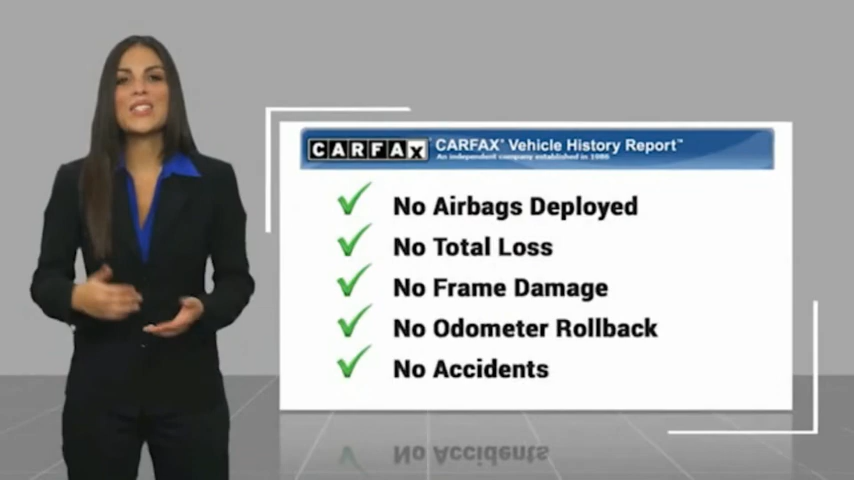 CARFAX CARFAX® Vehicle History Report™
An independent company established in 1986
No Airbags Deployed
No Total Loss
No Frame Damage
No Odometer Rollback
No Accidents
No Accidents